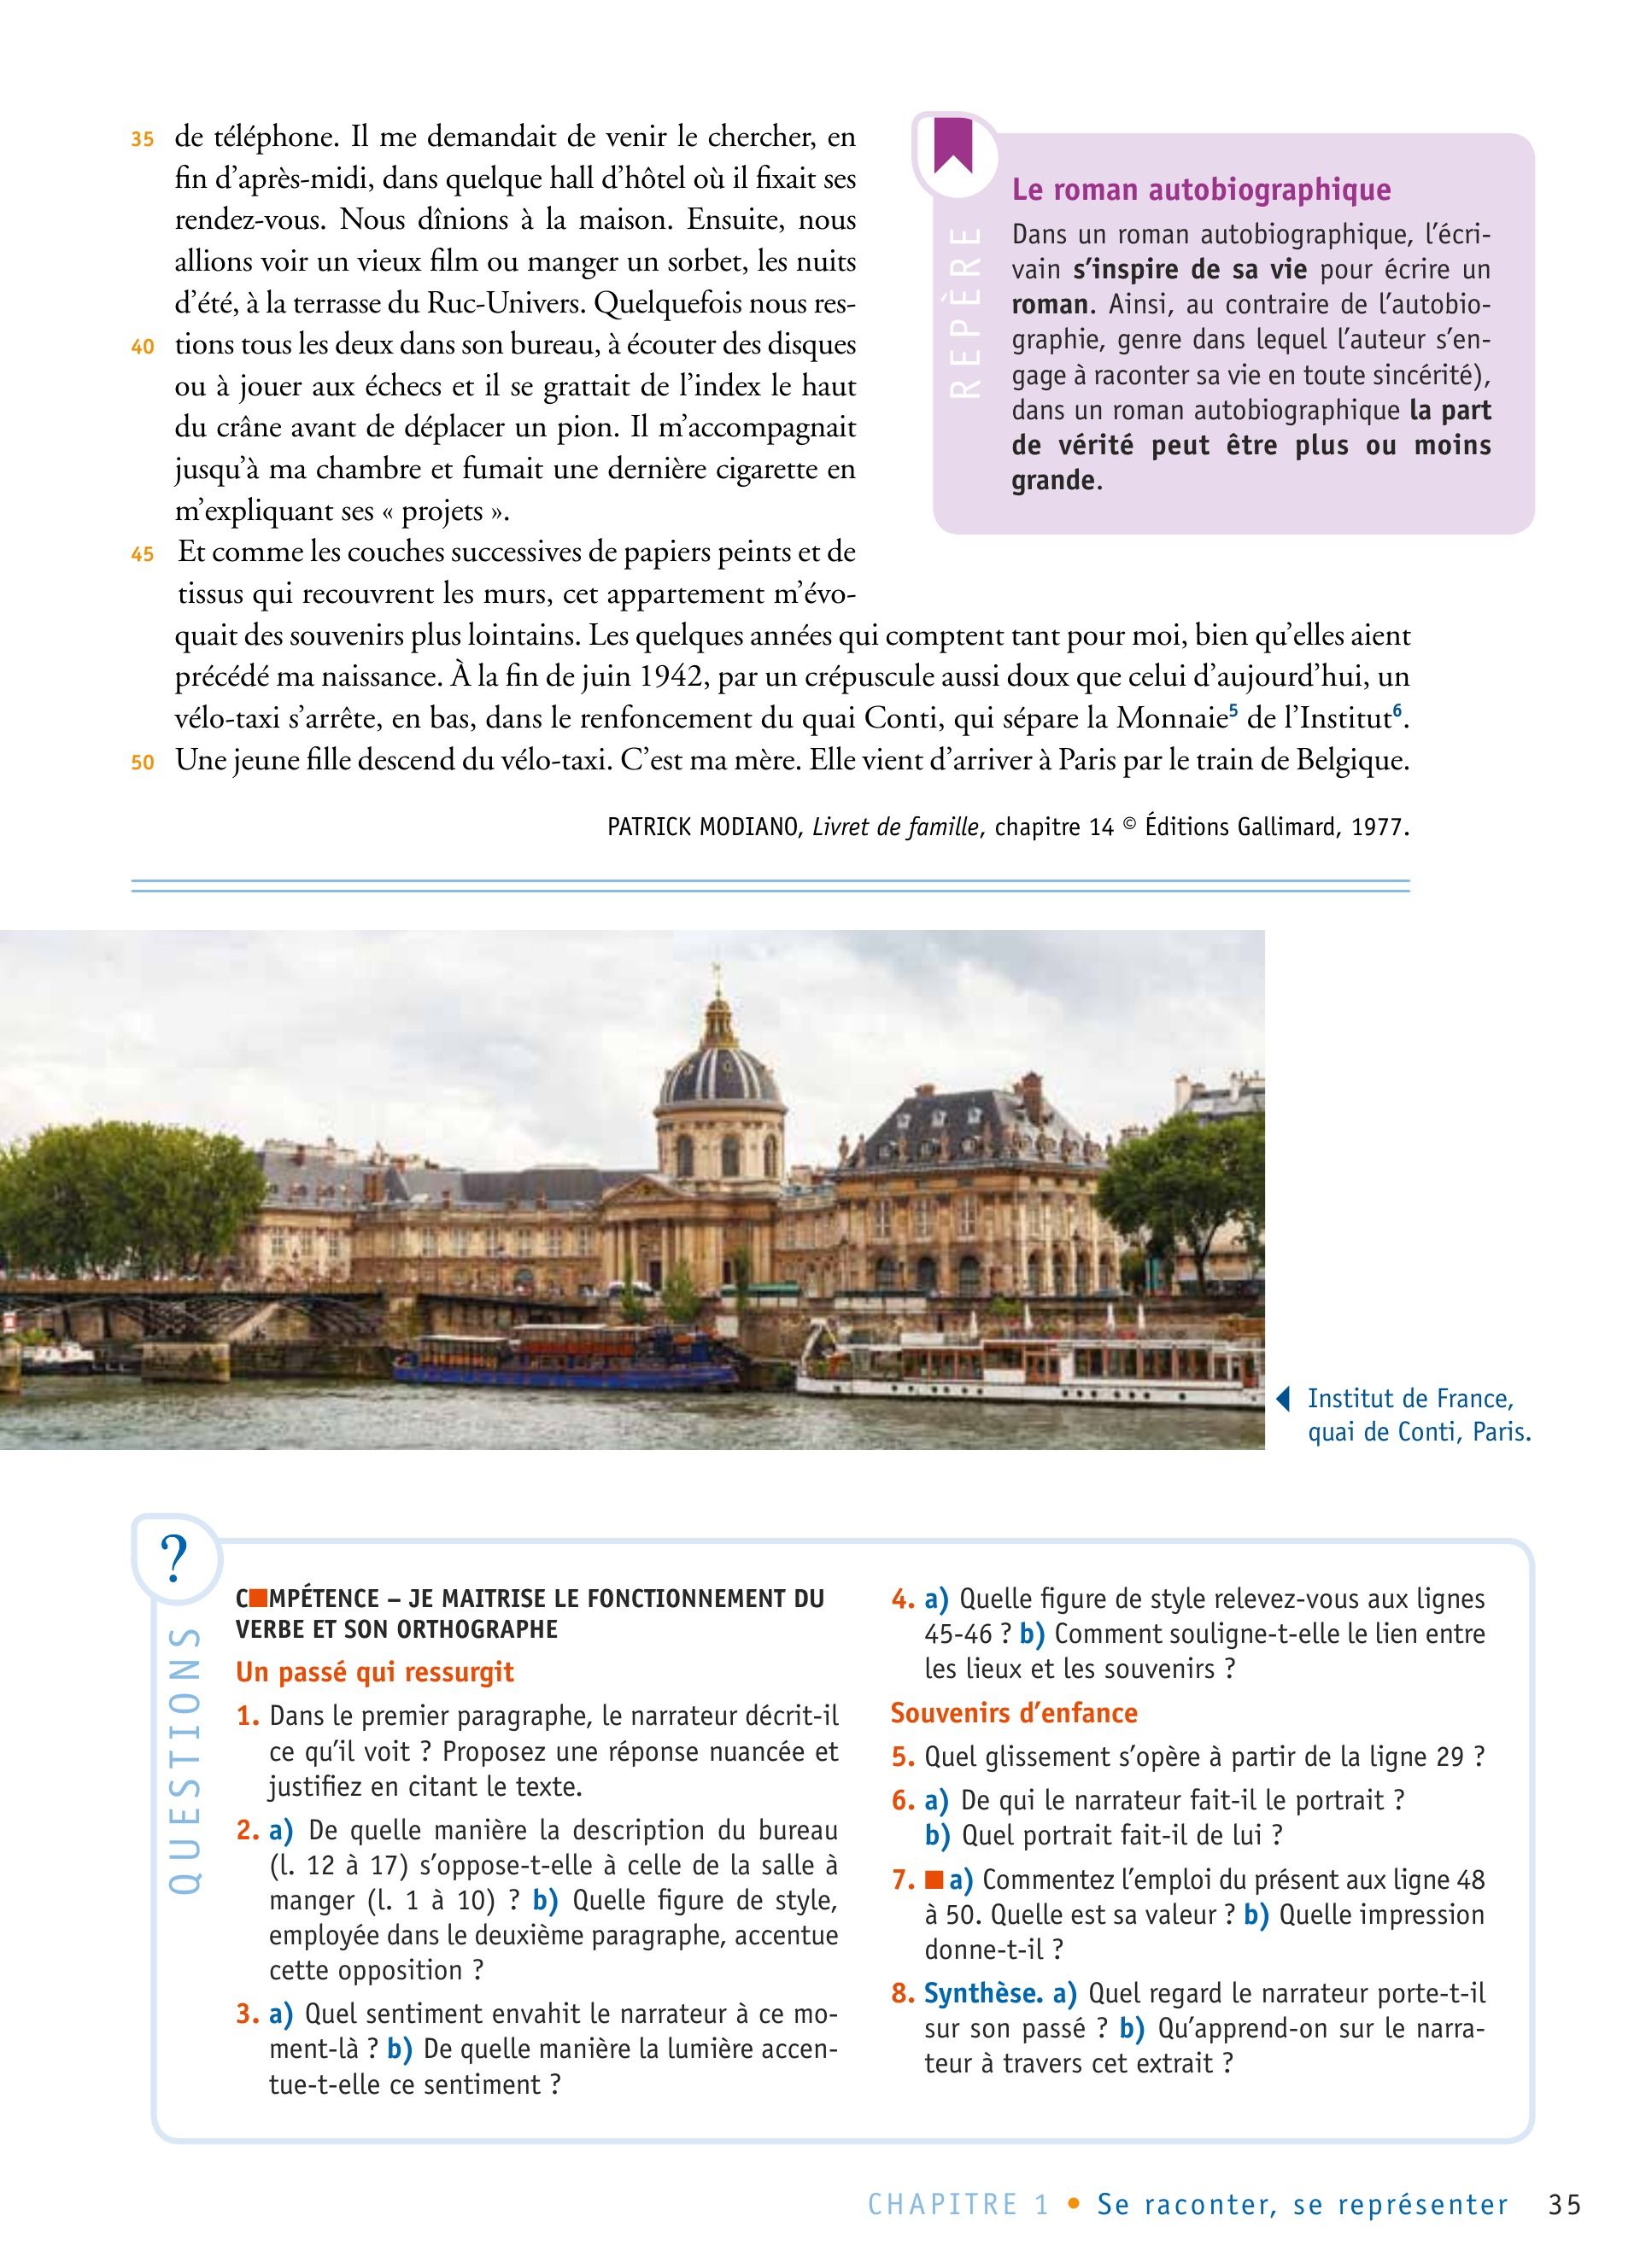 35 de téléphone. Il me demandait de venir le chercher, en
fin d’après-midi, dans quelque hall d’hôtel où il fixait ses
rendez-vous. Nous dînions à la maison. Ensuite, nous
allions voir un vieux film ou manger un sorbet, les nuits
d’été, à la terrasse du Ruc-Univers. Quelquefois nous res-
40 tions tous les deux dans son bureau, à écouter des disques
ou à jouer aux échecs et il se grattait de l’index le haut
du crâne avant de déplacer un pion. Il m’accompagnait
jusqu’à ma chambre et fumait une dernière cigarette en
m’expliquant ses « projets ».
45 Et comme les couches successives de papiers peints et de
tissus qui recouvrent les murs, cet appartement m’évo-
quait des souvenirs plus lointains. Les quelques années qui comptent tant pour moi, bien qu’elles aient
précédé ma naissance. À la fin de juin 1942, par un crépuscule aussi doux que celui d’aujourd’hui, un
vélo-taxi s’arrête, en bas, dans le renfoncement du quai Conti, qui sépare la Monnaie5 de l’Institut6.
50 Une jeune fille descend du vélo-taxi. C’est ma mère. Elle vient d’arriver à Paris par le train de Belgique.
PATRICK MODIANO, Livret de famille, chapitre 14 © Éditions Gallimard, 1977.
REPÈRE
Le roman autobiographique
Dans un roman autobiographique, l’écri-
vain s’inspire de sa vie pour écrire un
roman. Ainsi, au contraire de l’autobio-
graphie, genre dans lequel l’auteur s’en-
gage à raconter sa vie en toute sincérité),
dans un roman autobiographique la part
de vérité peut être plus ou moins
grande.
Institut de France,
quai de Conti, Paris.
?
QUESTIONS
C■MPÉTENCE – JE MAITRISE LE FONCTIONNEMENT DU
VERBE ET SON ORTHOGRAPHE
Un passé qui ressurgit
1. Dans le premier paragraphe, le narrateur décrit-il
ce qu’il voit ? Proposez une réponse nuancée et
justifiez en citant le texte.
2. a) De quelle manière la description du bureau
(l. 12 à 17) s’oppose-t-elle à celle de la salle à
manger (l. 1 à 10) ? b) Quelle figure de style,
employée dans le deuxième paragraphe, accentue
cette opposition ?
3. a) Quel sentiment envahit le narrateur à ce mo-
ment-là ? b) De quelle manière la lumière accen-
tue-t-elle ce sentiment ?
4. a) Quelle figure de style relevez-vous aux lignes
45-46 ? b) Comment souligne-t-elle le lien entre
les lieux et les souvenirs ?
Souvenirs d’enfance
5. Quel glissement s’opère à partir de la ligne 29 ?
6. a) De qui le narrateur fait-il le portrait ?
b) Quel portrait fait-il de lui ?
7. ■ a) Commentez l’emploi du présent aux ligne 48
à 50. Quelle est sa valeur ? b) Quelle impression
donne-t-il ?
8. Synthèse. a) Quel regard le narrateur porte-t-il
sur son passé ? b) Qu’apprend-on sur le narra-
teur à travers cet extrait ?
CHAPITRE 1 • Se raconter, se représenter 35